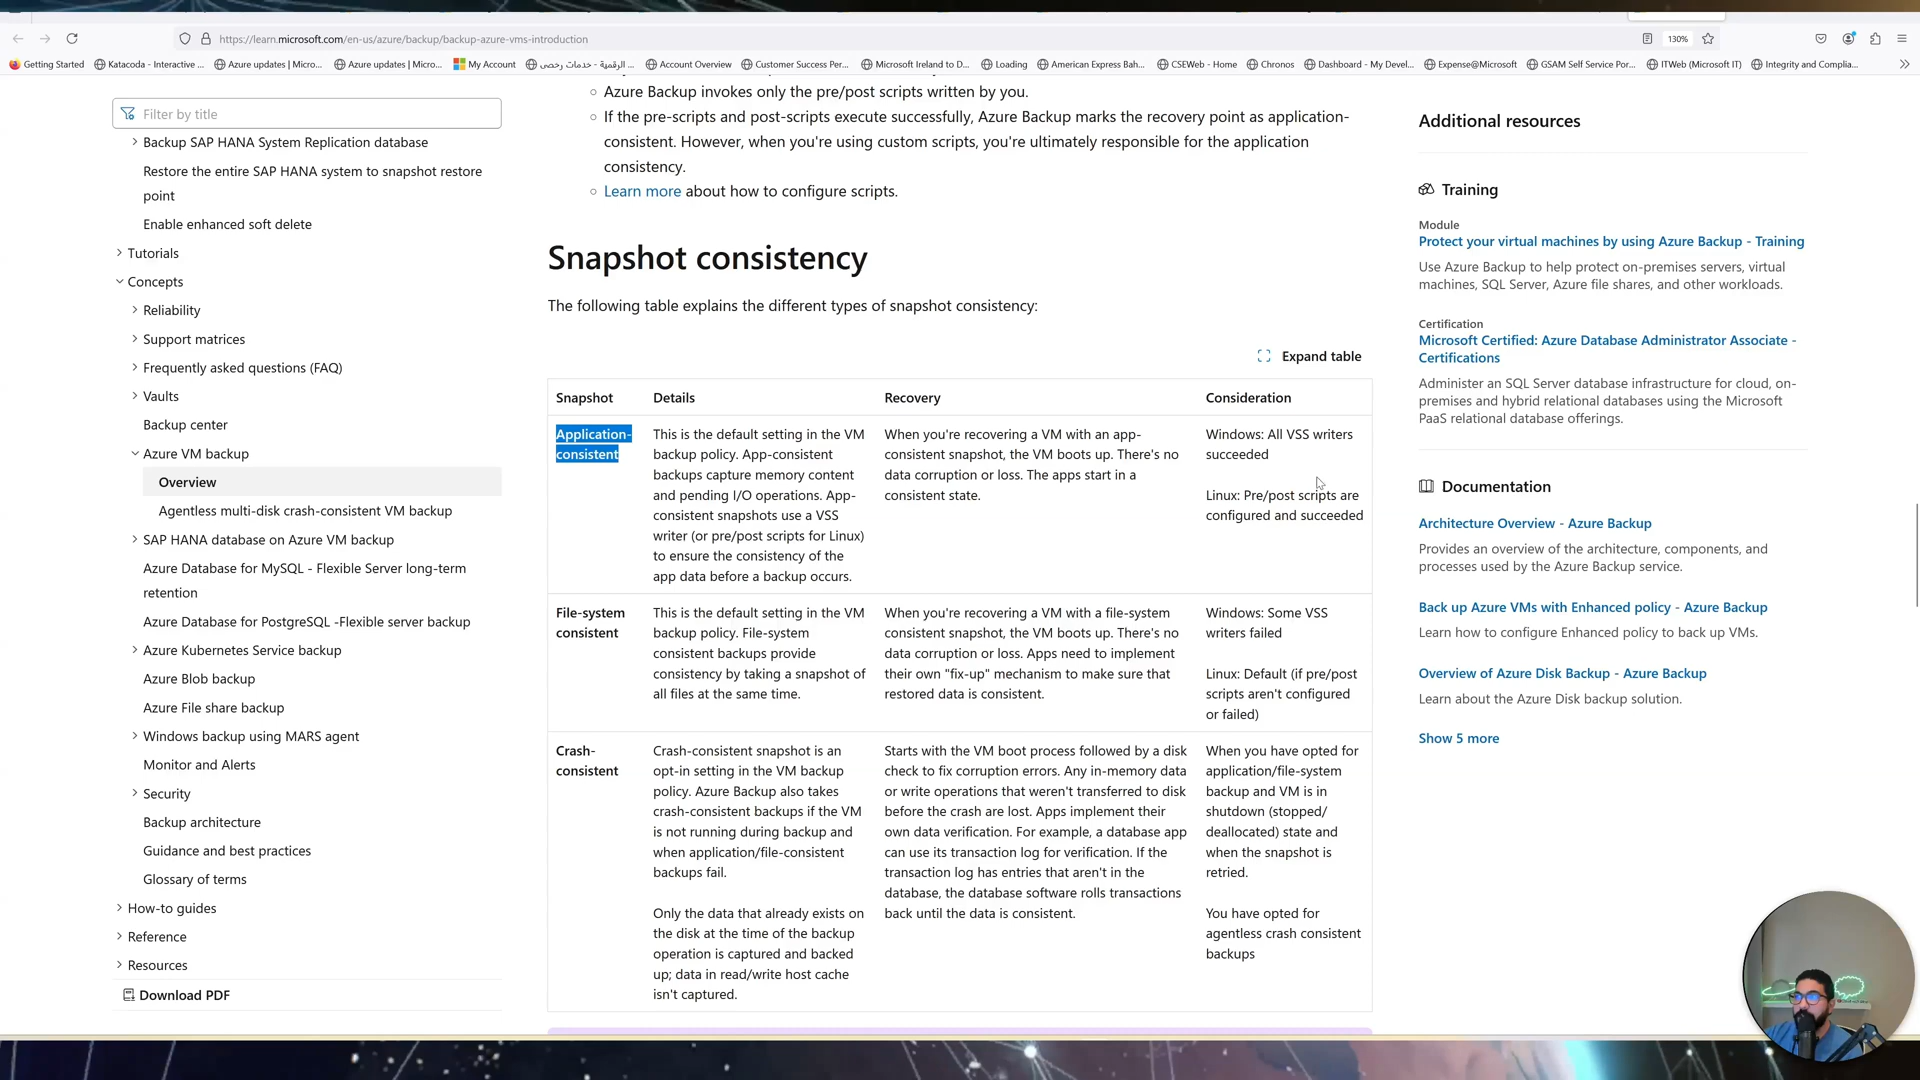 https://learn.microsoft.com/en-us/azure/backup/backup-azure-vms-introduction
130%
Getting Started
Katacoda - Interactive ...
Azure updates | Micro...
Azure updates | Micro...
My Account
الرقمية - خدمات رخصى ...
Account Overview
Customer Success Per...
Microsoft Ireland to D...
Loading
American Express Bah...
CSEWeb - Home
Chronos
Dashboard - My Devel...
Expense@Microsoft
GSAM Self Service Por...
ITWeb (Microsoft IT)
Integrity and Complia...
Filter by title
Backup SAP HANA System Replication database
Restore the entire SAP HANA system to snapshot restore
point
Enable enhanced soft delete
Tutorials
Concepts
Reliability
Support matrices
Frequently asked questions (FAQ)
Vaults
Backup center
Azure VM backup
Overview
Agentless multi-disk crash-consistent VM backup
SAP HANA database on Azure VM backup
Azure Database for MySQL - Flexible Server long-term
retention
Azure Database for PostgreSQL -Flexible server backup
Azure Kubernetes Service backup
Azure Blob backup
Azure File share backup
Windows backup using MARS agent
Monitor and Alerts
Security
Backup architecture
Guidance and best practices
Glossary of terms
How-to guides
Reference
Resources
Download PDF
Azure Backup invokes only the pre/post scripts written by you.
If the pre-scripts and post-scripts execute successfully, Azure Backup marks the recovery point as application-
consistent. However, when you're using custom scripts, you're ultimately responsible for the application
consistency.
Learn more about how to configure scripts.
Snapshot consistency
The following table explains the different types of snapshot consistency:
Expand table
Snapshot
Details
Recovery
Consideration
Application-
consistent
This is the default setting in the VM
backup policy. App-consistent
backups capture memory content
and pending I/O operations. App-
consistent snapshots use a VSS
writer (or pre/post scripts for Linux)
to ensure the consistency of the
app data before a backup occurs.
When you're recovering a VM with an app-
consistent snapshot, the VM boots up. There's no
data corruption or loss. The apps start in a
consistent state.
Windows: All VSS writers
succeeded
Linux: Pre/post scripts are
configured and succeeded
File-system
consistent
This is the default setting in the VM
backup policy. File-system
consistent backups provide
consistency by taking a snapshot of
all files at the same time.
When you're recovering a VM with a file-system
consistent snapshot, the VM boots up. There's no
data corruption or loss. Apps need to implement
their own "fix-up" mechanism to make sure that
restored data is consistent.
Windows: Some VSS
writers failed
Linux: Default (if pre/post
scripts aren't configured
or failed)
Crash-
consistent
Crash-consistent snapshot is an
opt-in setting in the VM backup
policy. Azure Backup also takes
crash-consistent backups if the VM
is not running during backup and
when application/file-consistent
backups fail.
Only the data that already exists on
the disk at the time of the backup
operation is captured and backed
up; data in read/write host cache
isn't captured.
Starts with the VM boot process followed by a disk
check to fix corruption errors. Any in-memory data
or write operations that weren't transferred to disk
before the crash are lost. Apps implement their
own data verification. For example, a database app
can use its transaction log for verification. If the
transaction log has entries that aren't in the
database, the database software rolls transactions
back until the data is consistent.
When you have opted for
application/file-system
backup and VM is in
shutdown (stopped/
deallocated) state and
when the snapshot is
retried.
You have opted for
agentless crash consistent
backups
Additional resources
Training
Module
Protect your virtual machines by using Azure Backup - Training
Use Azure Backup to help protect on-premises servers, virtual
machines, SQL Server, Azure file shares, and other workloads.
Certification
Microsoft Certified: Azure Database Administrator Associate -
Certifications
Administer an SQL Server database infrastructure for cloud, on-
premises and hybrid relational databases using the Microsoft
PaaS relational database offerings.
Documentation
Architecture Overview - Azure Backup
Provides an overview of the architecture, components, and
processes used by the Azure Backup service.
Back up Azure VMs with Enhanced policy - Azure Backup
Learn how to configure Enhanced policy to back up VMs.
Overview of Azure Disk Backup - Azure Backup
Learn about the Azure Disk backup solution.
Show 5 more